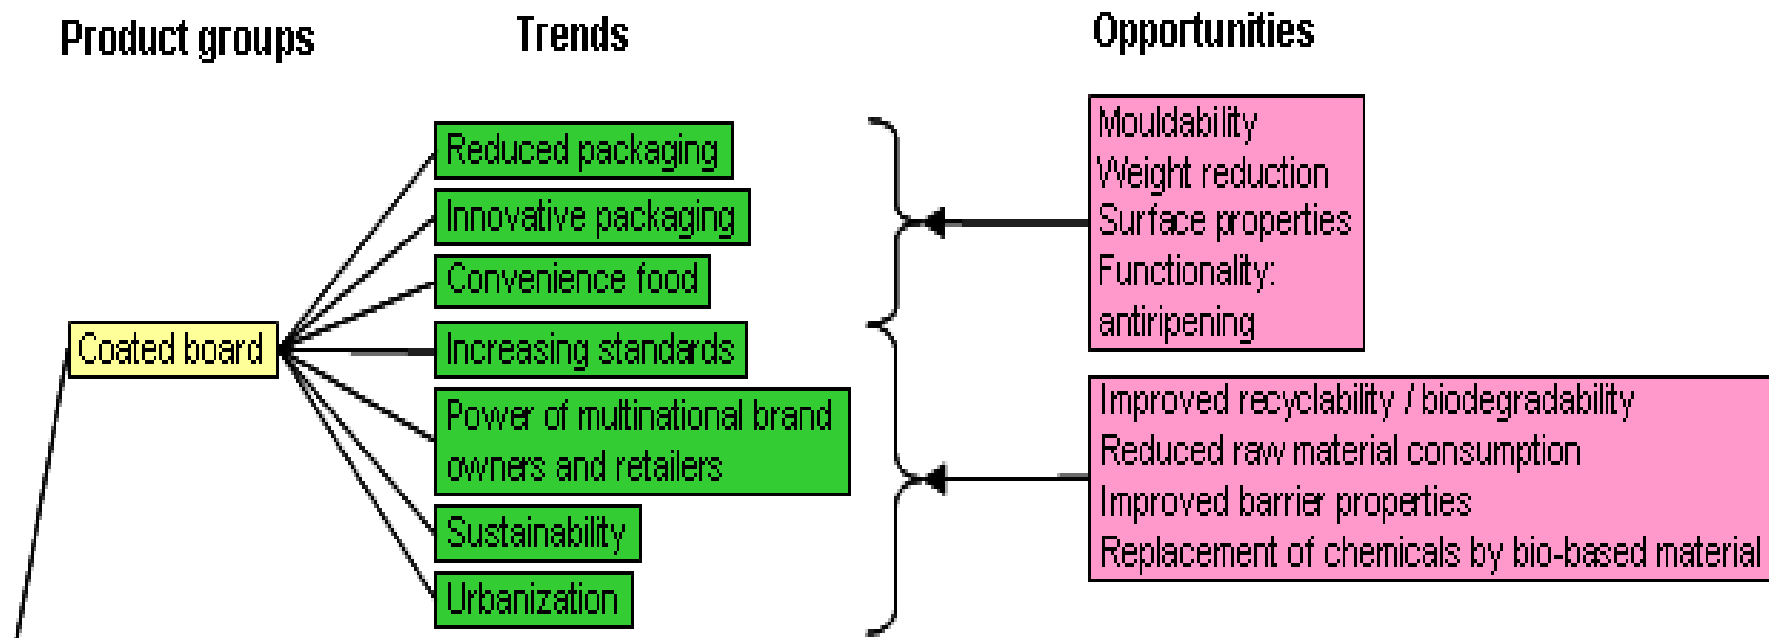 Product groups
Trends
Opportunities
Coated board
Reduced packaging
Innovative packaging
Convenience food
Increasing standards
Power of multinational brand
owners and retailers
Sustainability
Urbanization
Mouldability
Weight reduction
Surface properties
Functionality:
antiripening
Improved recyclability / biodegradability
Reduced raw material consumption
Improved barrier properties
Replacement of chemicals by bio-based material